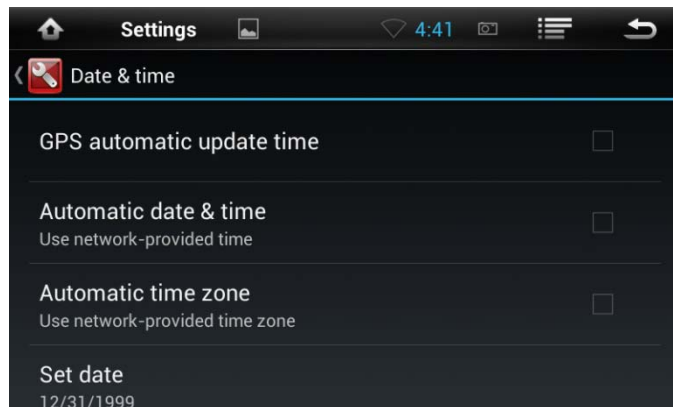 Settings 4:41
Date & time
GPS automatic update time
Automatic date & time
Use network-provided time
Automatic time zone
Use network-provided time zone
Set date
12/31/1999